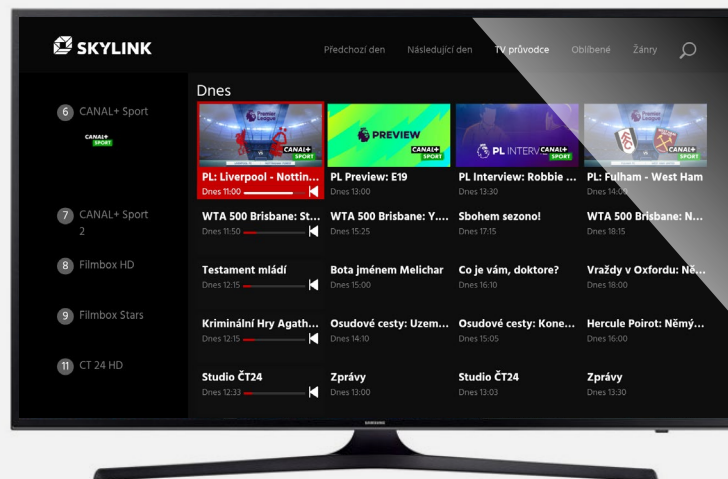 SKYLINK
Předchozí den Následující den TV průvodce Oblíbené Žánry
Dnes
6 CANAL+ Sport
CANAL+ SPORT
Premier League
PREVIEW
CANAL+ SPORT
PL INTERV
CANAL+ SPORT
Premier League
CANAL+ SPORT
PL: Liverpool - Nottin... PL Preview: E19 PL Interview: Robbie ... PL: Fulham - West Ham
Dnes 11:00 Dnes 13:00 Dnes 13:30 Dnes 14:00
7 CANAL+ Sport 2
WTA 500 Brisbane: St... WTA 500 Brisbane: Y.... Sbohem sezono! WTA 500 Brisbane: N...
Dnes 11:50 Dnes 15:25 Dnes 17:15 Dnes 18:15
8 Filmbox HD
Testament mládí Bota jménem Melichar Co je vám, doktore? Vraždy v Oxfordu: Ně...
Dnes 12:15 Dnes 15:00 Dnes 16:10 Dnes 18:00
9 Filmbox Stars
Kriminální Hry Agath... Osudové cesty: Uzem... Osudové cesty: Kone... Hercule Poirot: Němý...
Dnes 12:15 Dnes 14:10 Dnes 15:05 Dnes 16:00
11 CT 24 HD
Studio ČT24 Zprávy Studio ČT24 Zprávy
Dnes 12:33 Dnes 13:00 Dnes 13:03 Dnes 13:30
SAMSUNG